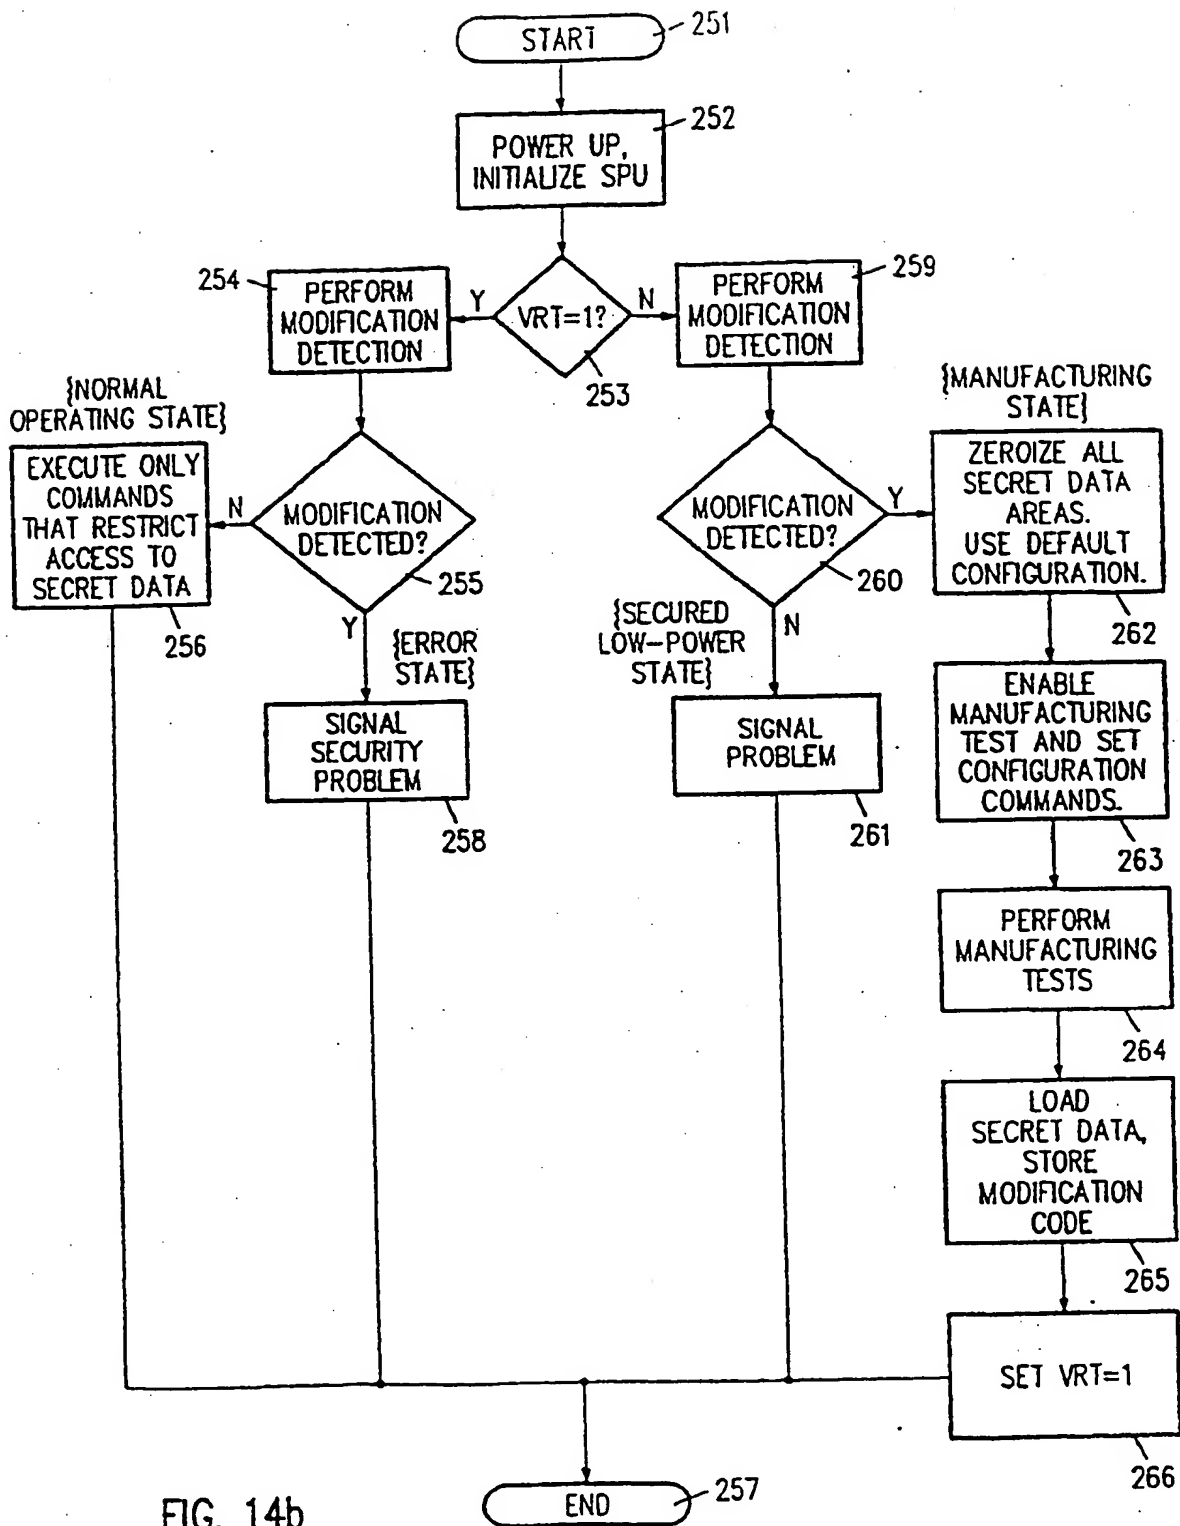 START
251
POWER UP,
INITIALIZE SPU
252
VRT=1?
253
Y
N
254
PERFORM
MODIFICATION
DETECTION
259
PERFORM
MODIFICATION
DETECTION
{NORMAL
OPERATING STATE}
EXECUTE ONLY
COMMANDS
THAT RESTRICT
ACCESS TO
SECRET DATA
256
N
MODIFICATION
DETECTED?
255
Y
{ERROR
STATE}
SIGNAL
SECURITY
PROBLEM
258
MODIFICATION
DETECTED?
260
Y
N
{SECURED
LOW-POWER
STATE}
SIGNAL
PROBLEM
261
{MANUFACTURING
STATE}
ZEROIZE ALL
SECRET DATA
AREAS.
USE DEFAULT
CONFIGURATION.
262
ENABLE
MANUFACTURING
TEST AND SET
CONFIGURATION
COMMANDS.
263
PERFORM
MANUFACTURING
TESTS
264
LOAD
SECRET DATA,
STORE
MODIFICATION
CODE
265
SET VRT=1
266
END
257
FIG. 14b